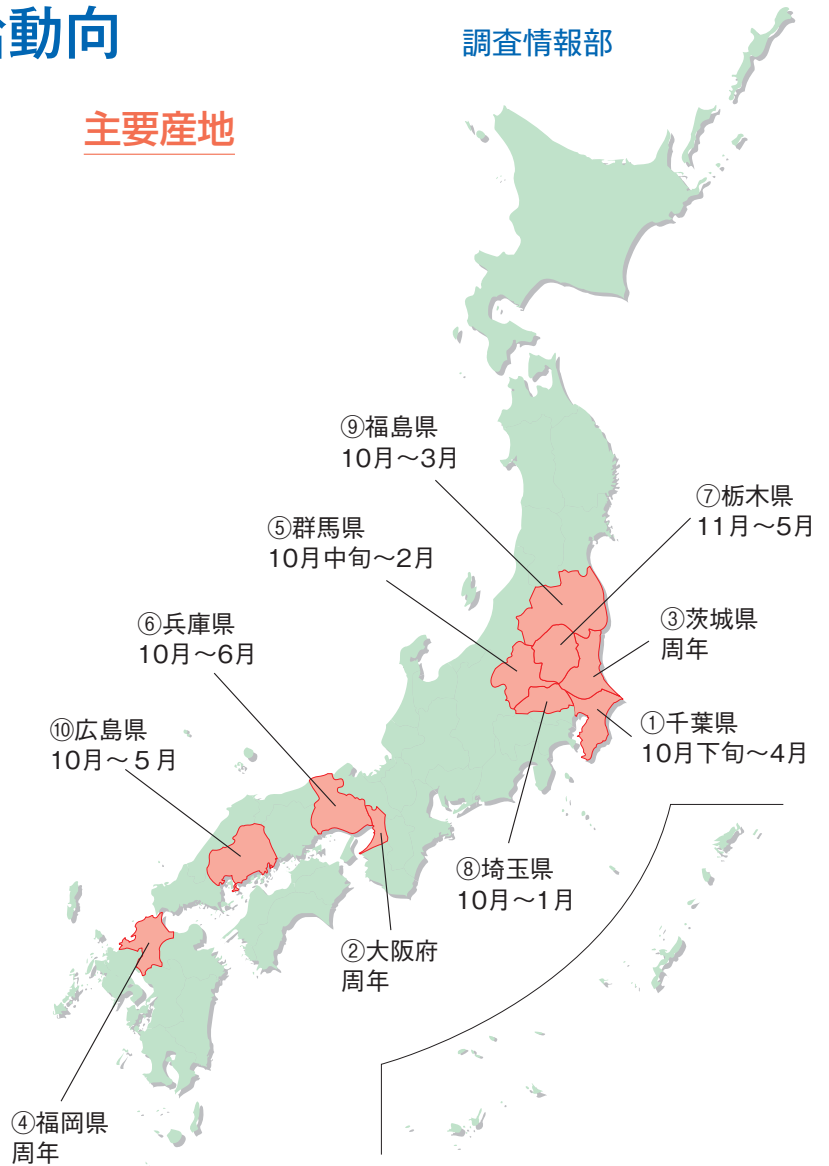 給動向
調査情報部
主要産地
⑨福島県
10月～3月
⑦栃木県
11月～5月
⑤群馬県
10月中旬～2月
③茨城県
周年
⑥兵庫県
10月～6月
①千葉県
10月下旬～4月
⑩広島県
10月～5月
⑧埼玉県
10月～1月
②大阪府
周年
④福岡県
周年